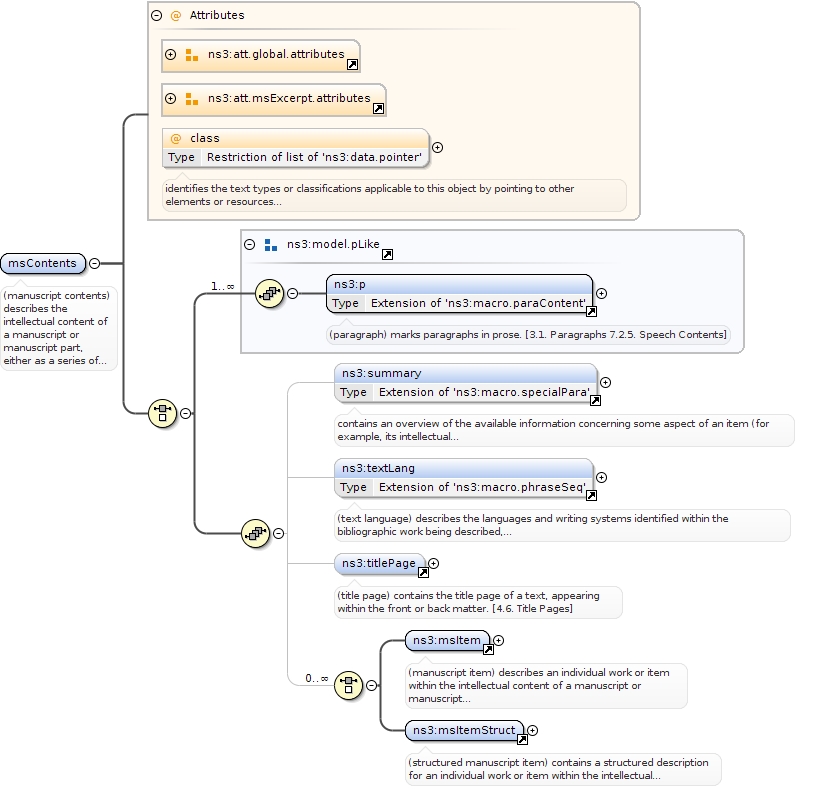 @ Attributes
ns3:att.global.attributes
ns3:att.msExcerpt.attributes
@ class
Type Restriction of list of 'ns3:data.pointer'
identifies the text types or classifications applicable to this object by pointing to other
elements or resources...
msContents
(manuscript contents)
describes the
intellectual content of
a manuscript or
manuscript part,
either as a series of...
ns3:model.pLike
1..∞
ns3:p
Type Extension of 'ns3:macro.paraContent'
(paragraph) marks paragraphs in prose. [3.1. Paragraphs 7.2.5. Speech Contents]
ns3:summary
Type Extension of 'ns3:macro.specialPara'
contains an overview of the available information concerning some aspect of an item (for
example, its intellectual...
ns3:textLang
Type Extension of 'ns3:macro.phraseSeq'
(text language) describes the languages and writing systems identified within the
bibliographic work being described,...
ns3:titlePage
(title page) contains the title page of a text, appearing
within the front or back matter. [4.6. Title Pages]
0..∞
ns3:msItem
(manuscript item) describes an individual work or item
within the intellectual content of a manuscript or
manuscript...
ns3:msItemStruct
(structured manuscript item) contains a structured description
for an individual work or item within the intellectual...